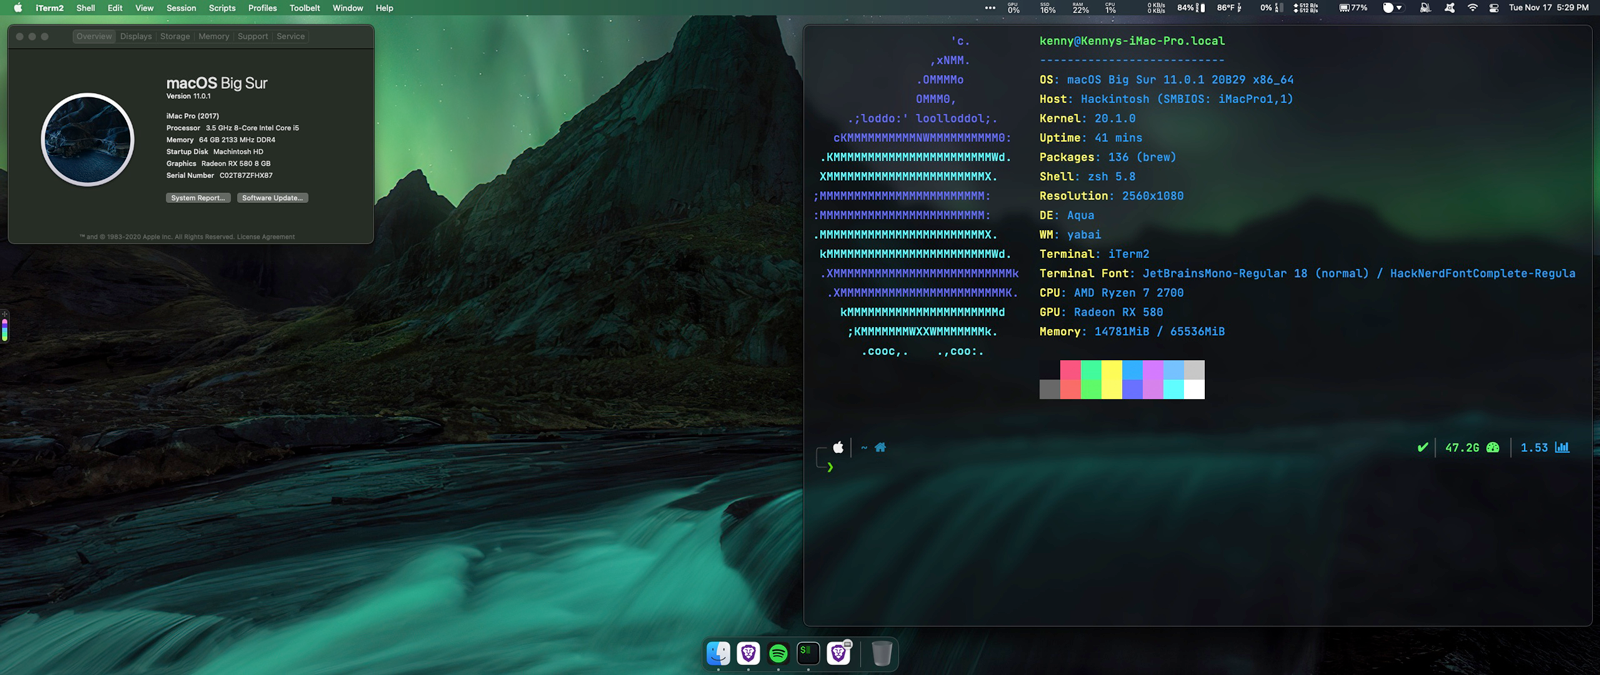 iTerm2 Shell Edit View Session Scripts Profiles Toolbelt Window Help
••• GPU 0% SSD 16% RAM 22% CPU 1% 0 KB/s 0 KB/s 84% 86°F 0% 512 B/s 512 B/s 77% Tue Nov 17 5:29 PM
Overview Displays Storage Memory Support Service
macOS Big Sur
Version 11.0.1
iMac Pro (2017)
Processor 3.5 GHz 8-Core Intel Core i5
Memory 64 GB 2133 MHz DDR4
Startup Disk Machintosh HD
Graphics Radeon RX 580 8 GB
Serial Number C02T87ZFHX87
System Report... Software Update...
™ and © 1983-2020 Apple Inc. All Rights Reserved. License Agreement
'c.
,xNMM.
.OMMMMo
OMMM0,
.;loddo:' loolloddol;.
cKMMMMMMMMMMNWMMMMMMMMMM0:
.KMMMMMMMMMMMMMMMMMMMMMMMWd.
XMMMMMMMMMMMMMMMMMMMMMMMX.
;MMMMMMMMMMMMMMMMMMMMMMMM:
:MMMMMMMMMMMMMMMMMMMMMMMM:
.MMMMMMMMMMMMMMMMMMMMMMMMX.
kMMMMMMMMMMMMMMMMMMMMMMMMWd.
.XMMMMMMMMMMMMMMMMMMMMMMMMMMk
.XMMMMMMMMMMMMMMMMMMMMMMMMK.
kMMMMMMMMMMMMMMMMMMMMMMd
;KMMMMMMMWXXWMMMMMMMk.
.cooc,. .,coo:.
kenny@Kennys-iMac-Pro.local
---------------------------
OS: macOS Big Sur 11.0.1 20B29 x86_64
Host: Hackintosh (SMBIOS: iMacPro1,1)
Kernel: 20.1.0
Uptime: 41 mins
Packages: 136 (brew)
Shell: zsh 5.8
Resolution: 2560x1080
DE: Aqua
WM: yabai
Terminal: iTerm2
Terminal Font: JetBrainsMono-Regular 18 (normal) / HackNerdFontComplete-Regula
CPU: AMD Ryzen 7 2700
GPU: Radeon RX 580
Memory: 14781MiB / 65536MiB
~ ✔ 47.2G 1.53
❯
$